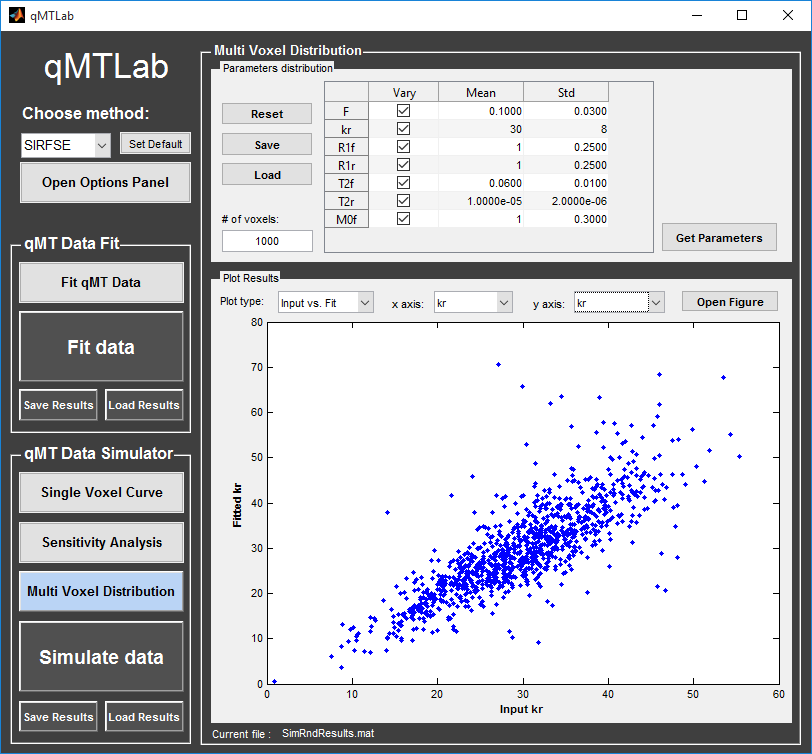 qMTLab
qMTLab
Choose method:
SIRFSE
Set Default
Open Options Panel
qMT Data Fit
Fit qMT Data
Fit data
Save Results
Load Results
qMT Data Simulator
Single Voxel Curve
Sensitivity Analysis
Multi Voxel Distribution
Simulate data
Save Results
Load Results
Multi Voxel Distribution
Parameters distribution
Reset
Save
Load
# of voxels:
1000
Vary Mean Std
F 0.1000 0.0300
kr 30 8
R1f 1 0.2500
R1r 1 0.2500
T2f 0.0600 0.0100
T2r 1.0000e-05 2.0000e-06
M0f 1 0.3000
Get Parameters
Plot Results
Plot type: Input vs. Fit x axis: kr y axis: kr Open Figure
80
70
60
50
40
30
20
10
0
Fitted kr
0 10 20 30 40 50 60
Input kr
Current file : SimRndResults.mat